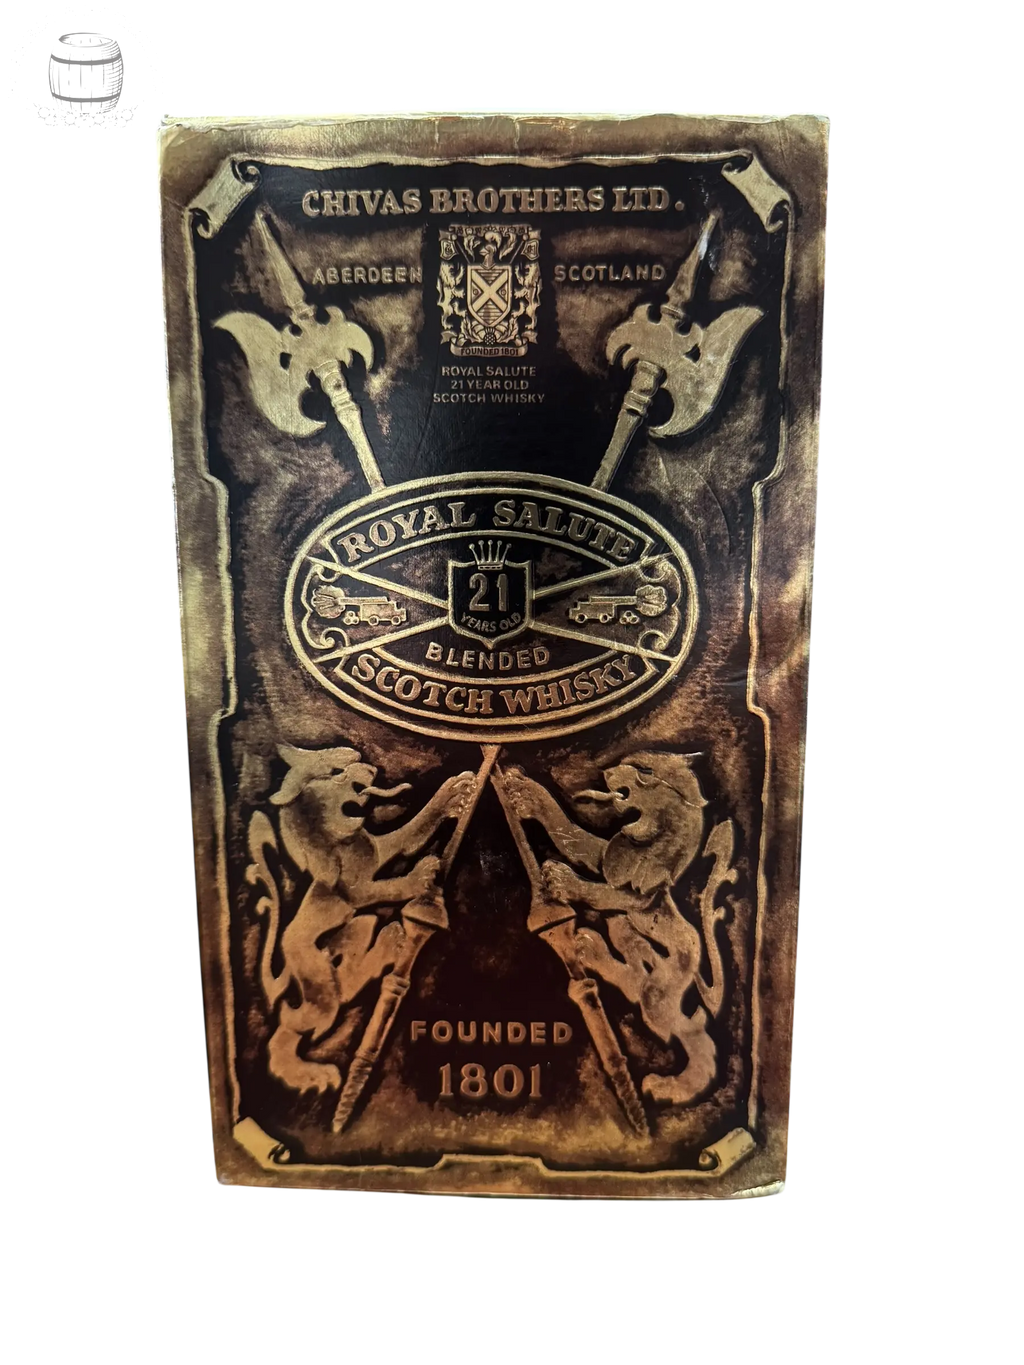 CHIVAS BROTHERS LTD.
ABERDEEN SCOTLAND
FOUNDED 1801
ROYAL SALUTE
21 YEAR OLD
SCOTCH WHISKY
ROYAL SALUTE
21
YEARS OLD
BLENDED
SCOTCH WHISKY
FOUNDED
1801